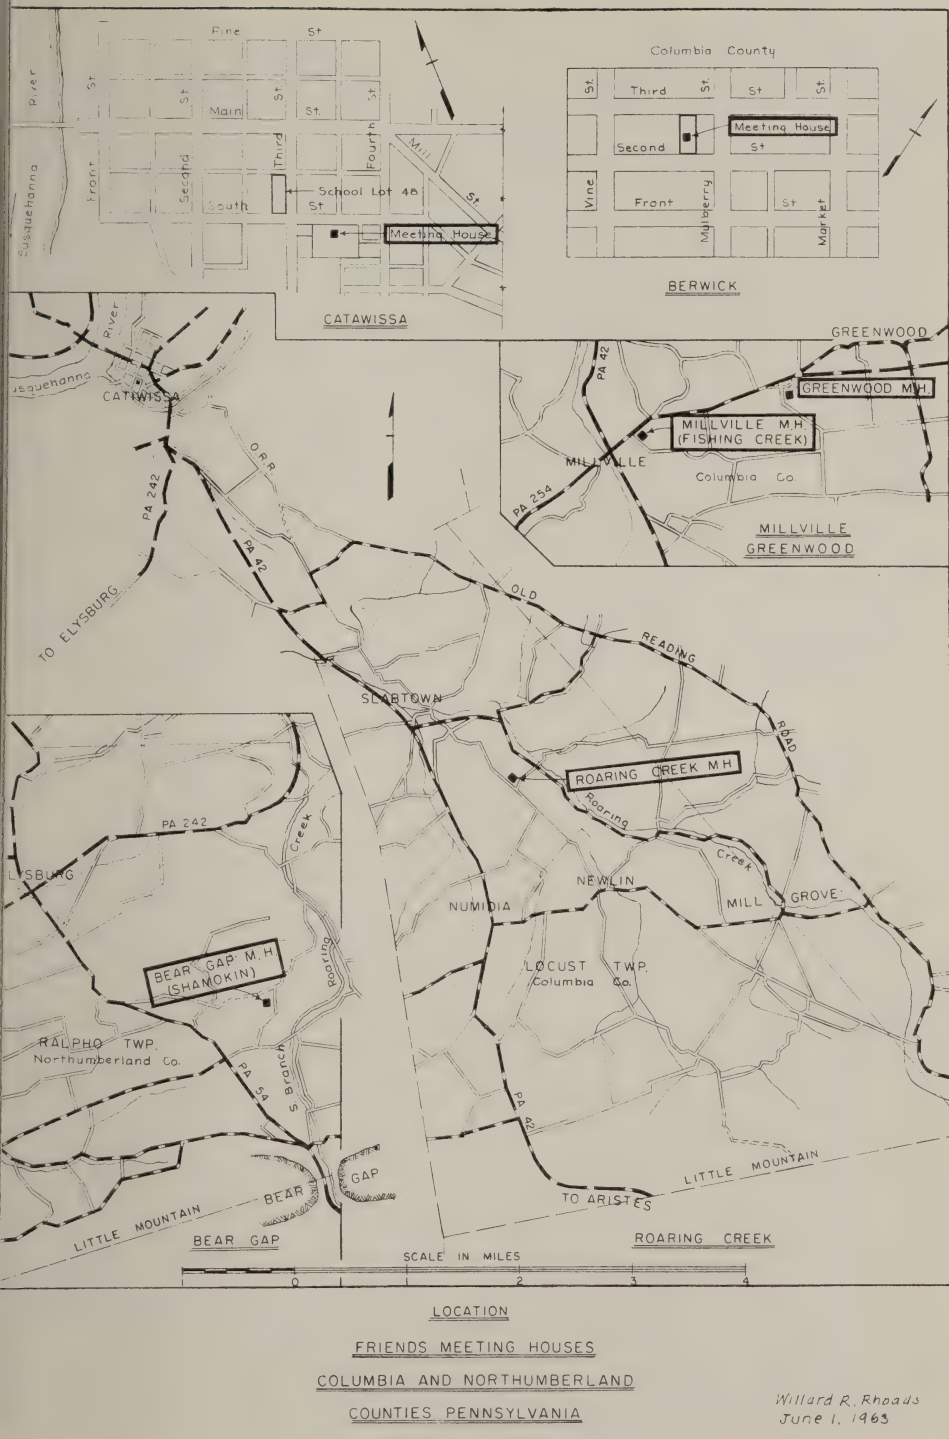 Pine St
Main St.
Mill St
School Lot 48
South St
Meeting House
Susquehanna River
Front St.
Second St.
Third St.
Fourth St.
CATAWISSA
Columbia County
Third St
Meeting House
Second St
Front St
Vine St.
Mulberry St.
Market St.
BERWICK
GREENWOOD
PA 42
GREENWOOD M.H.
MILLVILLE M.H.
(FISHING CREEK)
MILLVILLE
Columbia Co.
PA 254
MILLVILLE
GREENWOOD
River
usquehanna
CATIWISSA
O.R.R.
PA 242
PA 42
TO ELYSBURG
OLD READING ROAD
SLABTOWN
ROARING CREEK M.H.
Roaring Creek
NEWLIN
NUMIDIA
MILL GROVE
LOCUST TWP.
Columbia Co.
PA 42
LITTLE MOUNTAIN
TO ARISTES
ROARING CREEK
PA 242
Creek
LYSBURG
BEAR GAP M.H.
(SHAMOKIN)
Roaring
RALPHO TWP.
Northumberland Co.
PA 54
S. Branch
BEAR GAP
LITTLE MOUNTAIN
BEAR GAP
SCALE IN MILES
0 1 2 3 4
LOCATION
FRIENDS MEETING HOUSES
COLUMBIA AND NORTHUMBERLAND
COUNTIES PENNSYLVANIA
Willard R. Rhoads
June 1, 1963